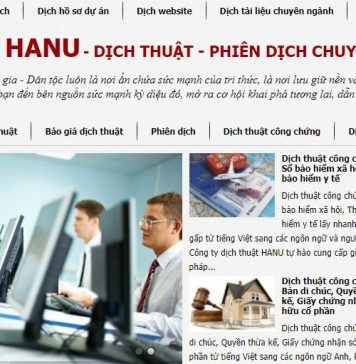 ch Dịch hồ sơ dự án Dịch website Dịch tài liệu chuyên ngành
HANU - DỊCH THUẬT - PHIÊN DỊCH CHUY
gia - Dân tộc luôn là nơi ẩn chứa sức mạnh của tri thức, là nơi lưu giữ nền v
bạn đến bên nguồn sức mạnh kỳ diệu đó, mở ra cơ hội khai phá tương lai, dẫn
huật Báo giá dịch thuật Phiên dịch Dịch thuật công chứng D
Dịch thuật công c
Sổ bảo hiểm xã h
bảo hiểm y tế
Dịch thuật công chứ
bảo hiểm xã hội, Th
hiểm y tế lấy nhanh
gấp từ tiếng Việt sang các ngôn ngữ và ngư
Công ty dịch thuật HANU tự hào cung cấp gi
pháp...
Dịch thuật công c
Bản di chúc, Quyề
kế, Giấy chứng nh
hữu cổ phần
Dịch thuật công chứ
di chúc, Quyền thừa kế, Giấy chứng nhận sở
phần từ tiếng Việt sang các ngôn ngữ Anh,